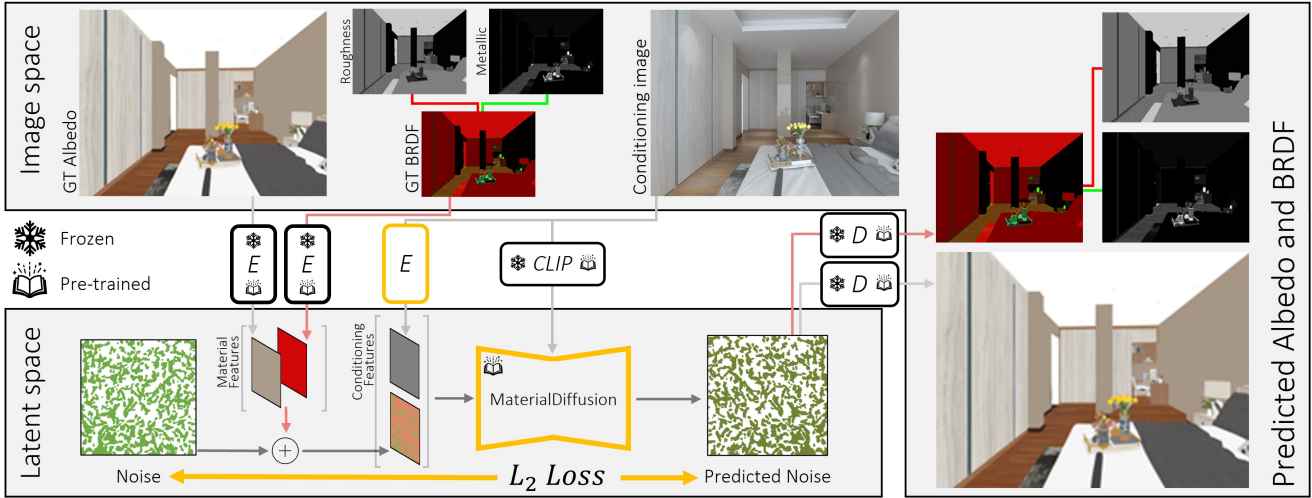 Image space
GT Albedo
Roughness
Metallic
GT BRDF
Conditioning image
Frozen
Pre-trained
E
E
E
CLIP
D
D
Latent space
Material
Features
Conditioning
Features
MaterialDiffusion
+
Noise
L2 Loss
Predicted Noise
Predicted Albedo and BRDF